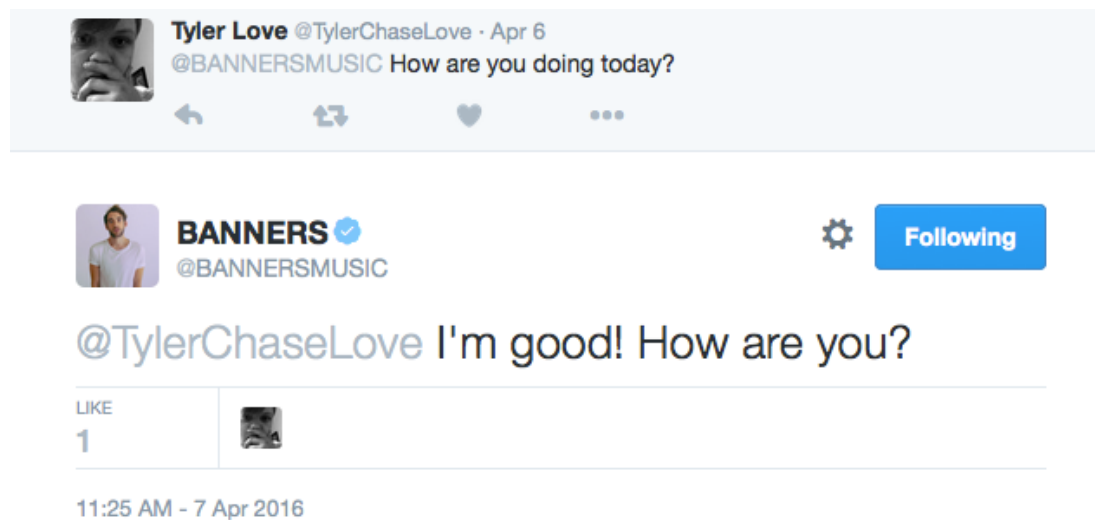 Tyler Love @TylerChaseLove · Apr 6
@BANNERSMUSIC How are you doing today?
BANNERS
Following
@BANNERSMUSIC
@TylerChaseLove I'm good! How are you?
LIKE
1
11:25 AM - 7 Apr 2016